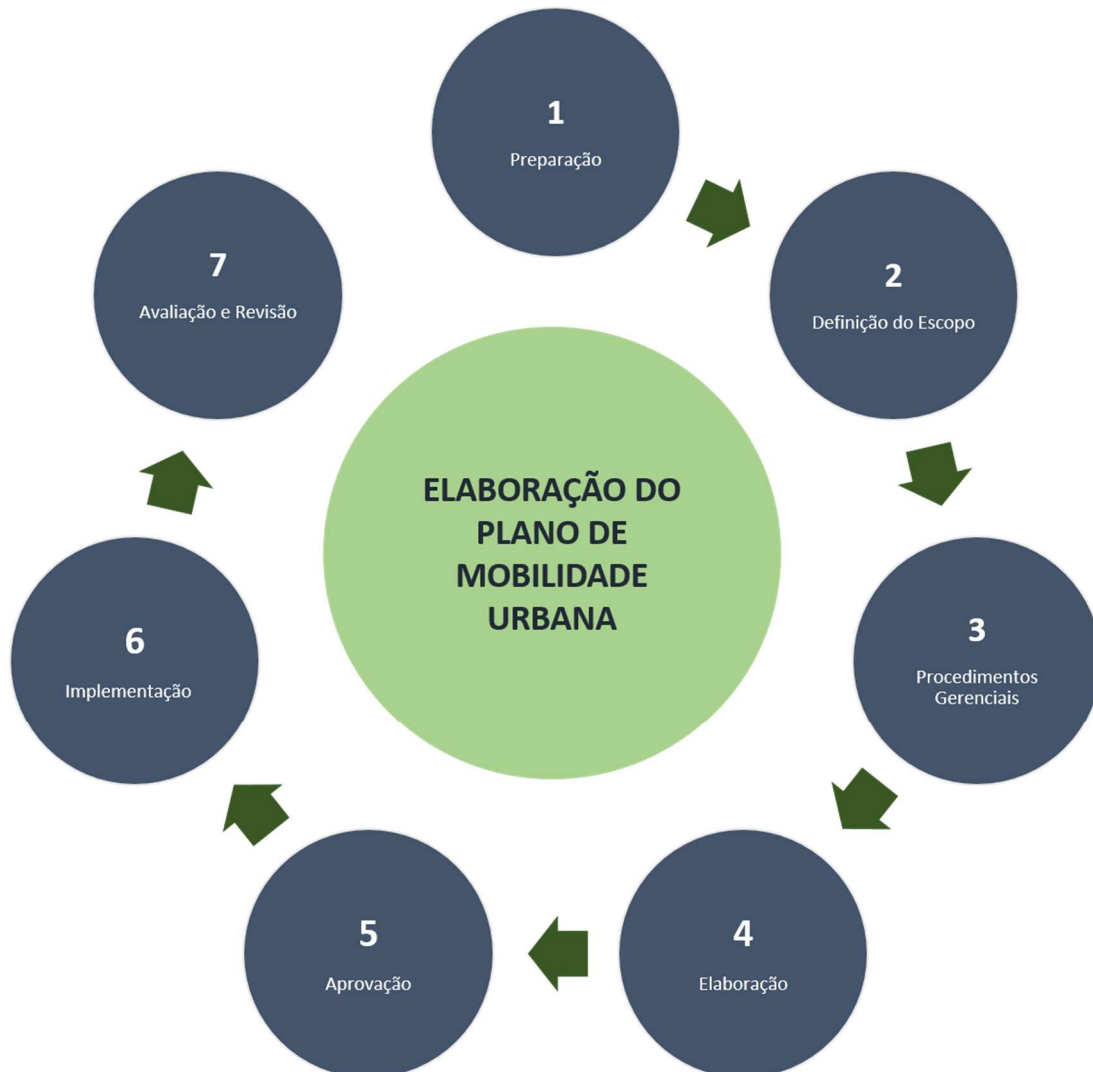 1
Preparação
2
Definição do Escopo
3
Procedimentos
Gerenciais
4
Elaboração
5
Aprovação
6
Implementação
7
Avaliação e Revisão
ELABORAÇÃO DO
PLANO DE
MOBILIDADE
URBANA